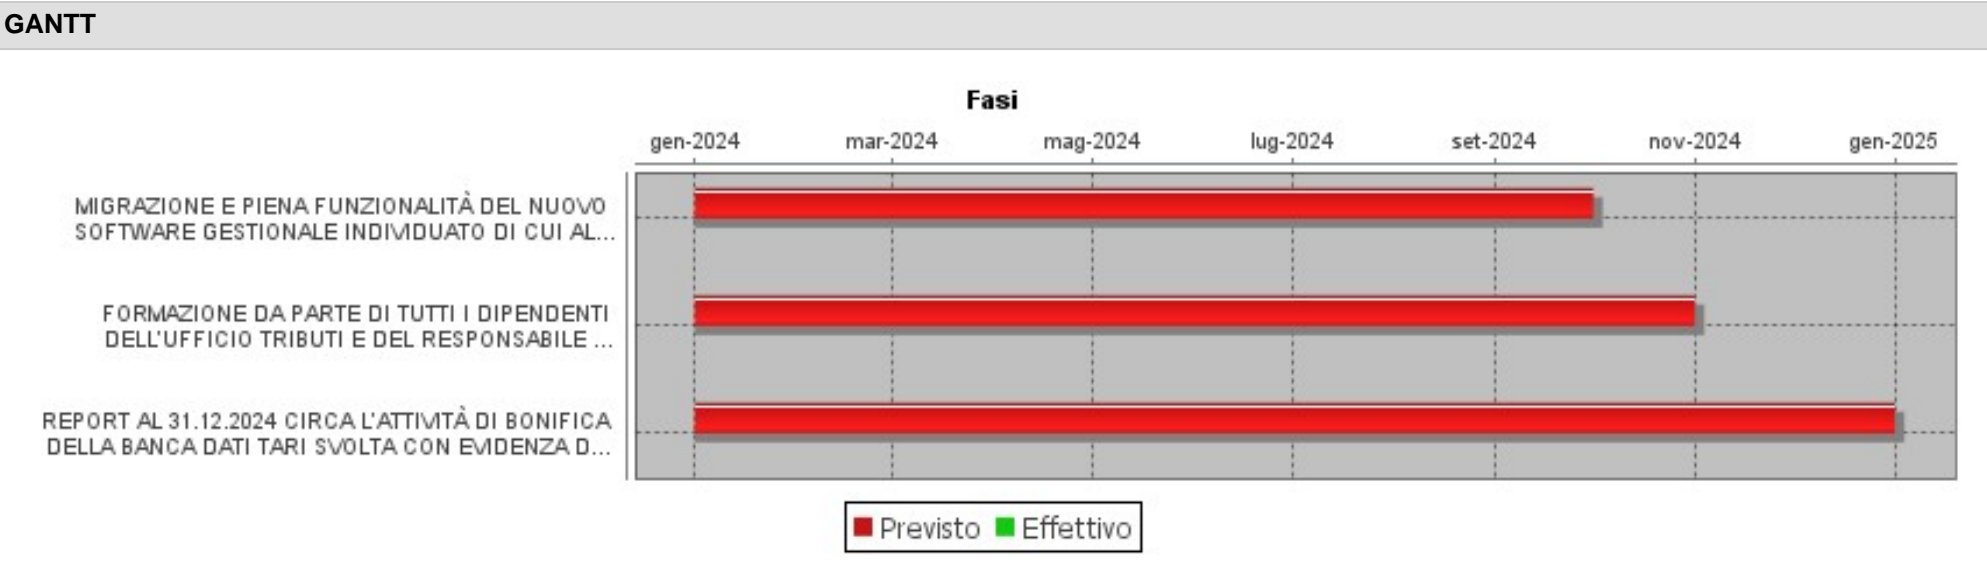 GANTT
Fasi
gen-2024 mar-2024 mag-2024 lug-2024 set-2024 nov-2024 gen-2025
MIGRAZIONE E PIENA FUNZIONALITÀ DEL NUOVO
SOFTWARE GESTIONALE INDIVIDUATO DI CUI AL...
FORMAZIONE DA PARTE DI TUTTI I DIPENDENTI
DELL'UFFICIO TRIBUTI E DEL RESPONSABILE ...
REPORT AL 31.12.2024 CIRCA L'ATTIVITÀ DI BONIFICA
DELLA BANCA DATI TARI SVOLTA CON EVIDENZA D...
Previsto Effettivo